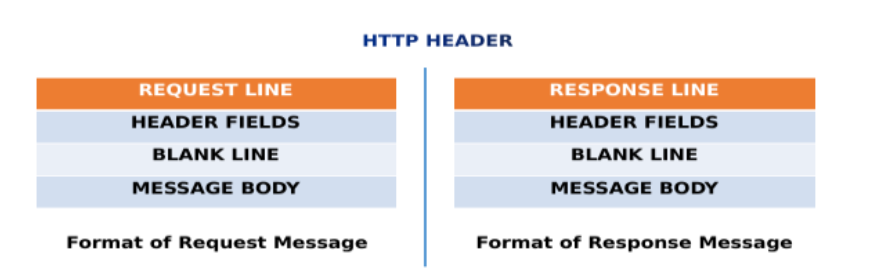 HTTP HEADER
REQUEST LINE
HEADER FIELDS
BLANK LINE
MESSAGE BODY
Format of Request Message
RESPONSE LINE
HEADER FIELDS
BLANK LINE
MESSAGE BODY
Format of Response Message